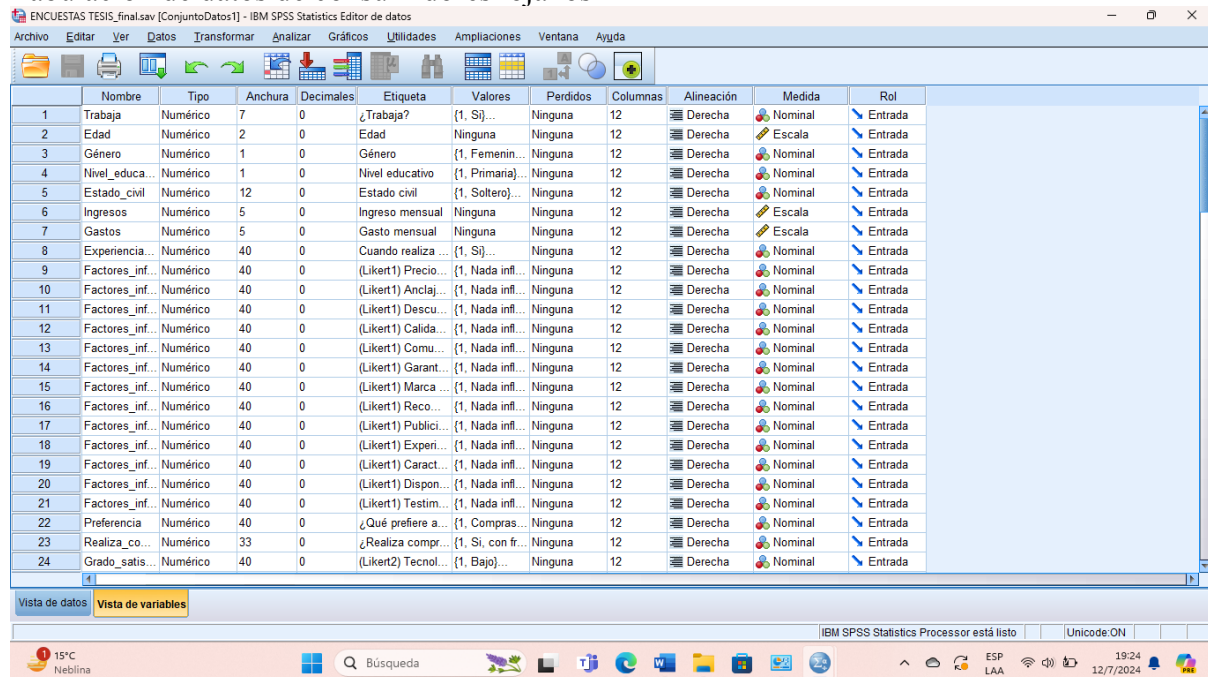 ENCUESTAS TESIS_final.sav [ConjuntoDatos1] - IBM SPSS Statistics Editor de datos
Archivo Editar Ver Datos Transformar Analizar Gráficos Utilidades Ampliaciones Ventana Ayuda
Nombre Tipo Anchura Decimales Etiqueta Valores Perdidos Columnas Alineación Medida Rol
1 Trabaja Numérico 7 0 ¿Trabaja? {1, Si}... Ninguna 12 Derecha Nominal Entrada
2 Edad Numérico 2 0 Edad Ninguna Ninguna 12 Derecha Escala Entrada
3 Género Numérico 1 0 Género {1, Femenin... Ninguna 12 Derecha Nominal Entrada
4 Nivel_educa... Numérico 1 0 Nivel educativo {1, Primaria}... Ninguna 12 Derecha Nominal Entrada
5 Estado_civil Numérico 12 0 Estado civil {1, Soltero}... Ninguna 12 Derecha Nominal Entrada
6 Ingresos Numérico 5 0 Ingreso mensual Ninguna Ninguna 12 Derecha Escala Entrada
7 Gastos Numérico 5 0 Gasto mensual Ninguna Ninguna 12 Derecha Escala Entrada
8 Experiencia... Numérico 40 0 Cuando realiza ... {1, Si}... Ninguna 12 Derecha Nominal Entrada
9 Factores_inf... Numérico 40 0 (Likert1) Precio... {1, Nada infl... Ninguna 12 Derecha Nominal Entrada
10 Factores_inf... Numérico 40 0 (Likert1) Anclaj... {1, Nada infl... Ninguna 12 Derecha Nominal Entrada
11 Factores_inf... Numérico 40 0 (Likert1) Descu... {1, Nada infl... Ninguna 12 Derecha Nominal Entrada
12 Factores_inf... Numérico 40 0 (Likert1) Calida... {1, Nada infl... Ninguna 12 Derecha Nominal Entrada
13 Factores_inf... Numérico 40 0 (Likert1) Comu... {1, Nada infl... Ninguna 12 Derecha Nominal Entrada
14 Factores_inf... Numérico 40 0 (Likert1) Garant... {1, Nada infl... Ninguna 12 Derecha Nominal Entrada
15 Factores_inf... Numérico 40 0 (Likert1) Marca ... {1, Nada infl... Ninguna 12 Derecha Nominal Entrada
16 Factores_inf... Numérico 40 0 (Likert1) Reco... {1, Nada infl... Ninguna 12 Derecha Nominal Entrada
17 Factores_inf... Numérico 40 0 (Likert1) Publici... {1, Nada infl... Ninguna 12 Derecha Nominal Entrada
18 Factores_inf... Numérico 40 0 (Likert1) Experi... {1, Nada infl... Ninguna 12 Derecha Nominal Entrada
19 Factores_inf... Numérico 40 0 (Likert1) Caract... {1, Nada infl... Ninguna 12 Derecha Nominal Entrada
20 Factores_inf... Numérico 40 0 (Likert1) Dispon... {1, Nada infl... Ninguna 12 Derecha Nominal Entrada
21 Factores_inf... Numérico 40 0 (Likert1) Testim... {1, Nada infl... Ninguna 12 Derecha Nominal Entrada
22 Preferencia Numérico 40 0 ¿Qué prefiere a... {1, Compras... Ninguna 12 Derecha Nominal Entrada
23 Realiza_co... Numérico 33 0 ¿Realiza compr... {1, Si, con fr... Ninguna 12 Derecha Nominal Entrada
24 Grado_satis... Numérico 40 0 (Likert2) Tecnol... {1, Bajo}... Ninguna 12 Derecha Nominal Entrada
Vista de datos Vista de variables
IBM SPSS Statistics Processor está listo Unicode:ON
1 15°C
Neblina
Búsqueda
ESP
LAA
19:24
12/7/2024
PRE